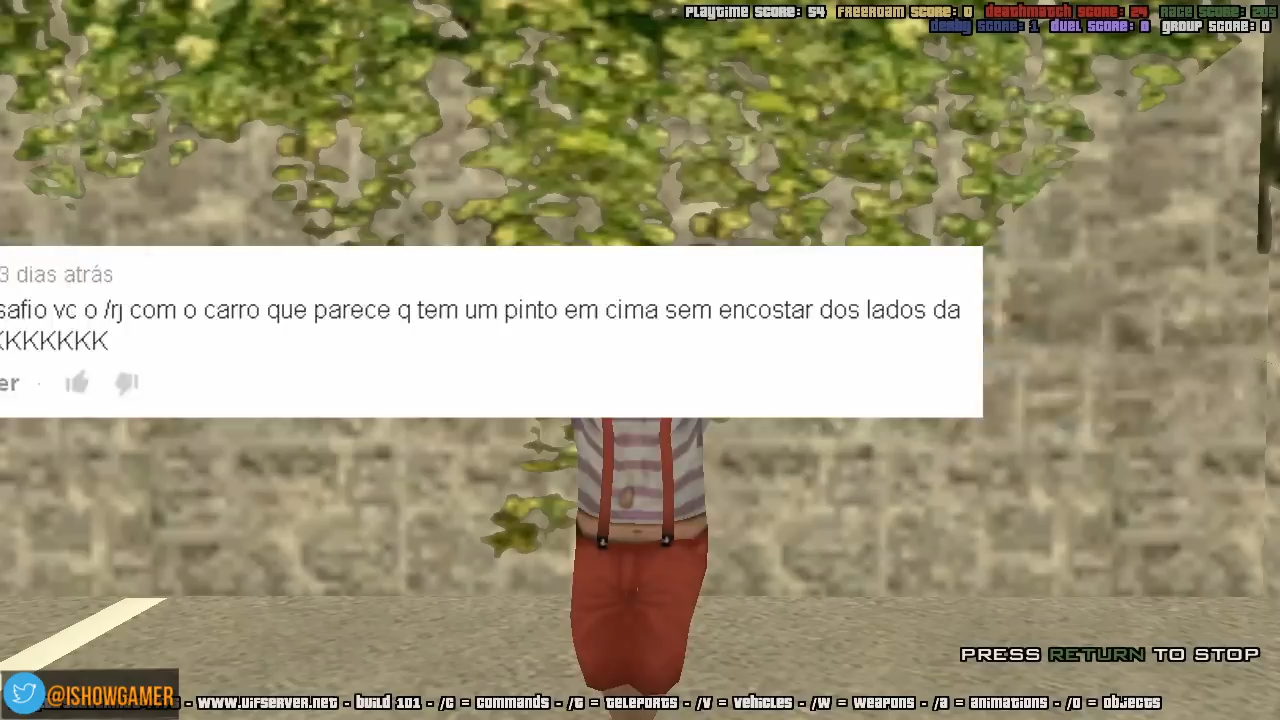 Playtime Score: 54 Freeroam Score: 0 Deathmatch Score: 24 Race Score: 205
Derby Score: 1 Duel Score: 0 Group Score: 0
3 dias atrás
safio vc o /rj com o carro que parece q tem um pinto em cima sem encostar dos lados da
KKKKKKK
er ·
PRESS RETURN TO STOP
@ISHOWGAMER - www.uifserver.net - build 101 - /c = commands - /t = teleports - /v = vehicles - /w = weapons - /a = animations - /o = objects